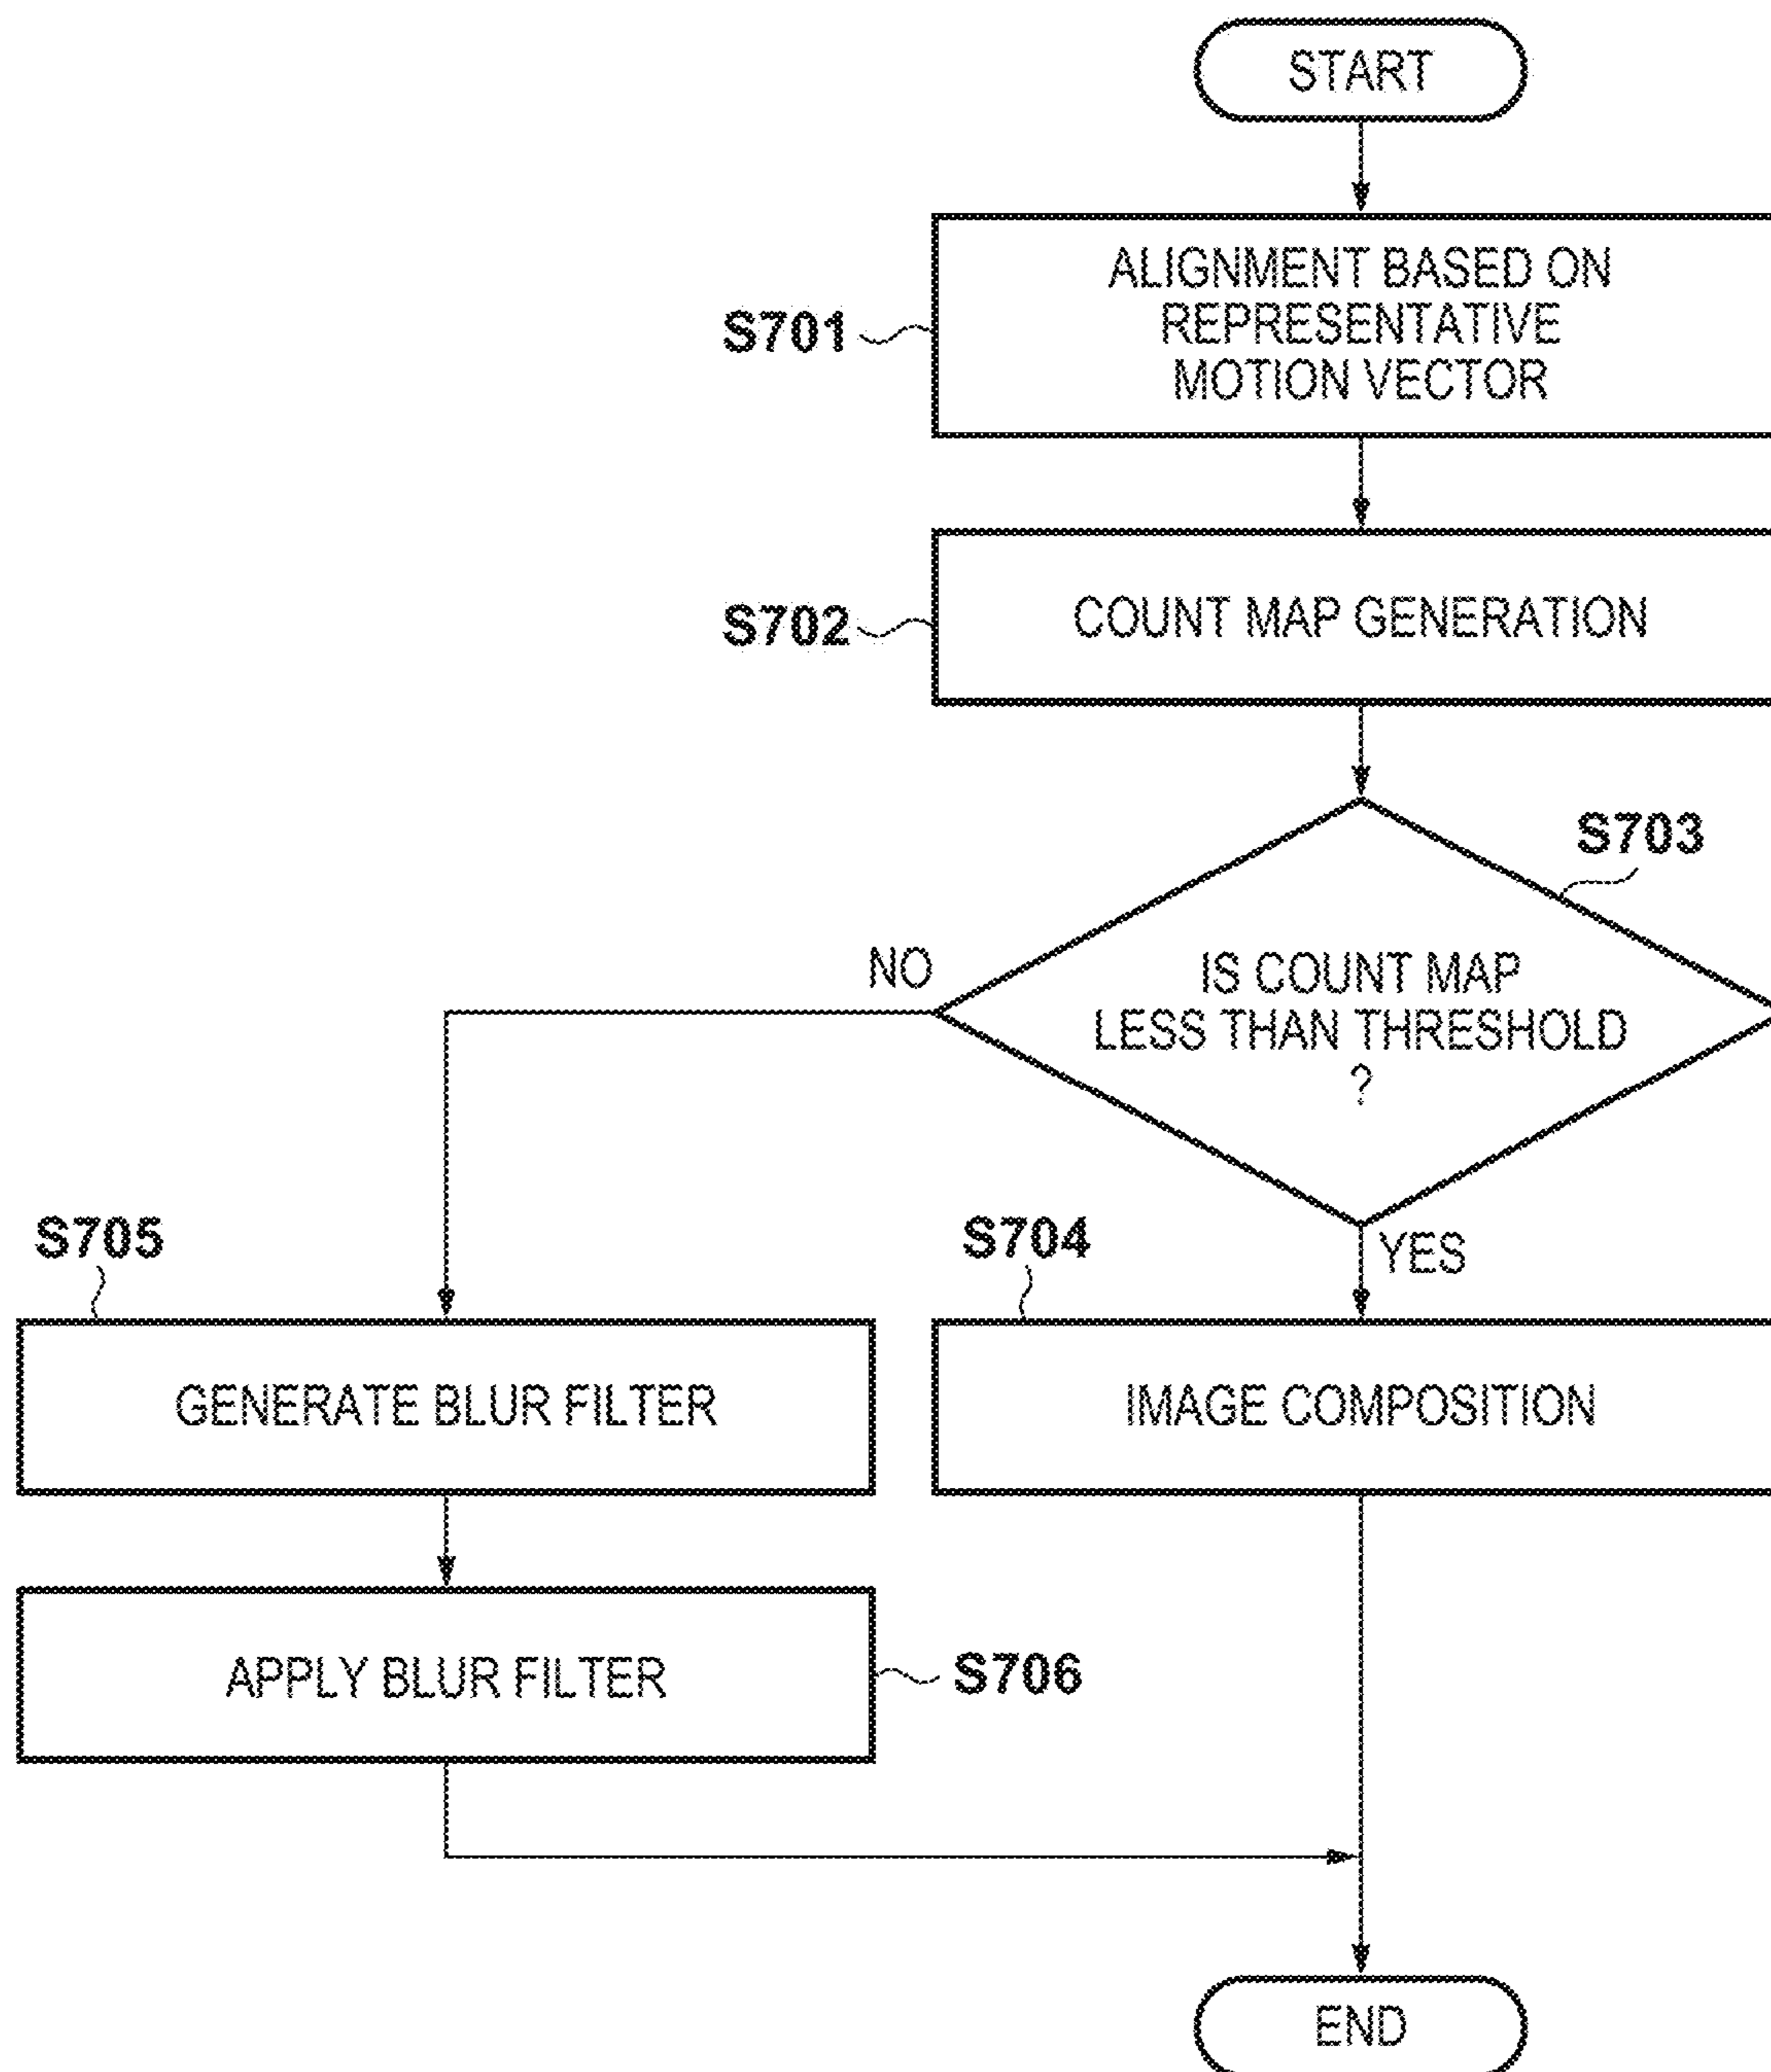 START
S701
ALIGNMENT BASED ON
REPRESENTATIVE
MOTION VECTOR
S702
COUNT MAP GENERATION
S703
NO
IS COUNT MAP
LESS THAN THRESHOLD
?
YES
S705
S704
GENERATE BLUR FILTER
IMAGE COMPOSITION
APPLY BLUR FILTER
S706
END